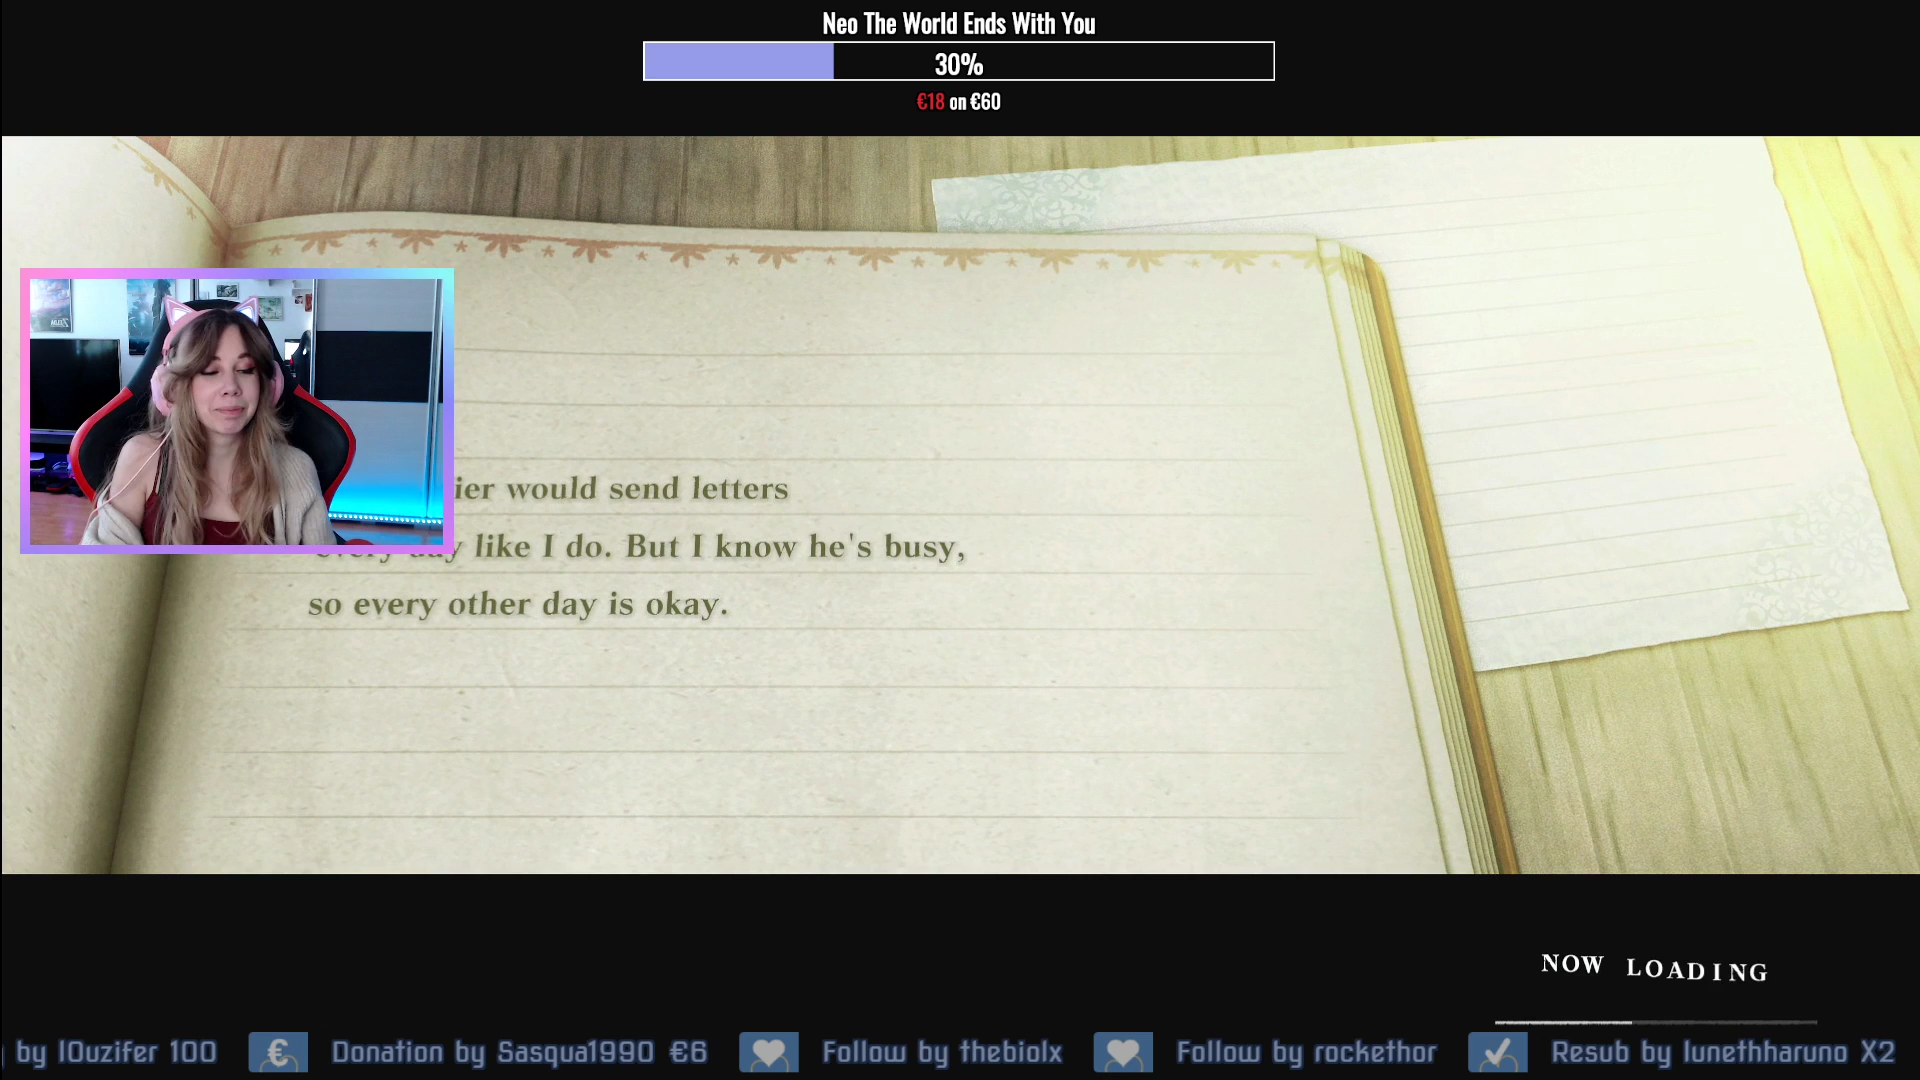 Neo The World Ends With You
30%
€18 on €60
ier would send letters
every day like I do. But I know he's busy,
so every other day is okay.
NOW LOADING
by l0uzifer 100
€ Donation by Sasqua1990 €6
Follow by thebiolx
Follow by rockethor
Resub by lunethharuno X2